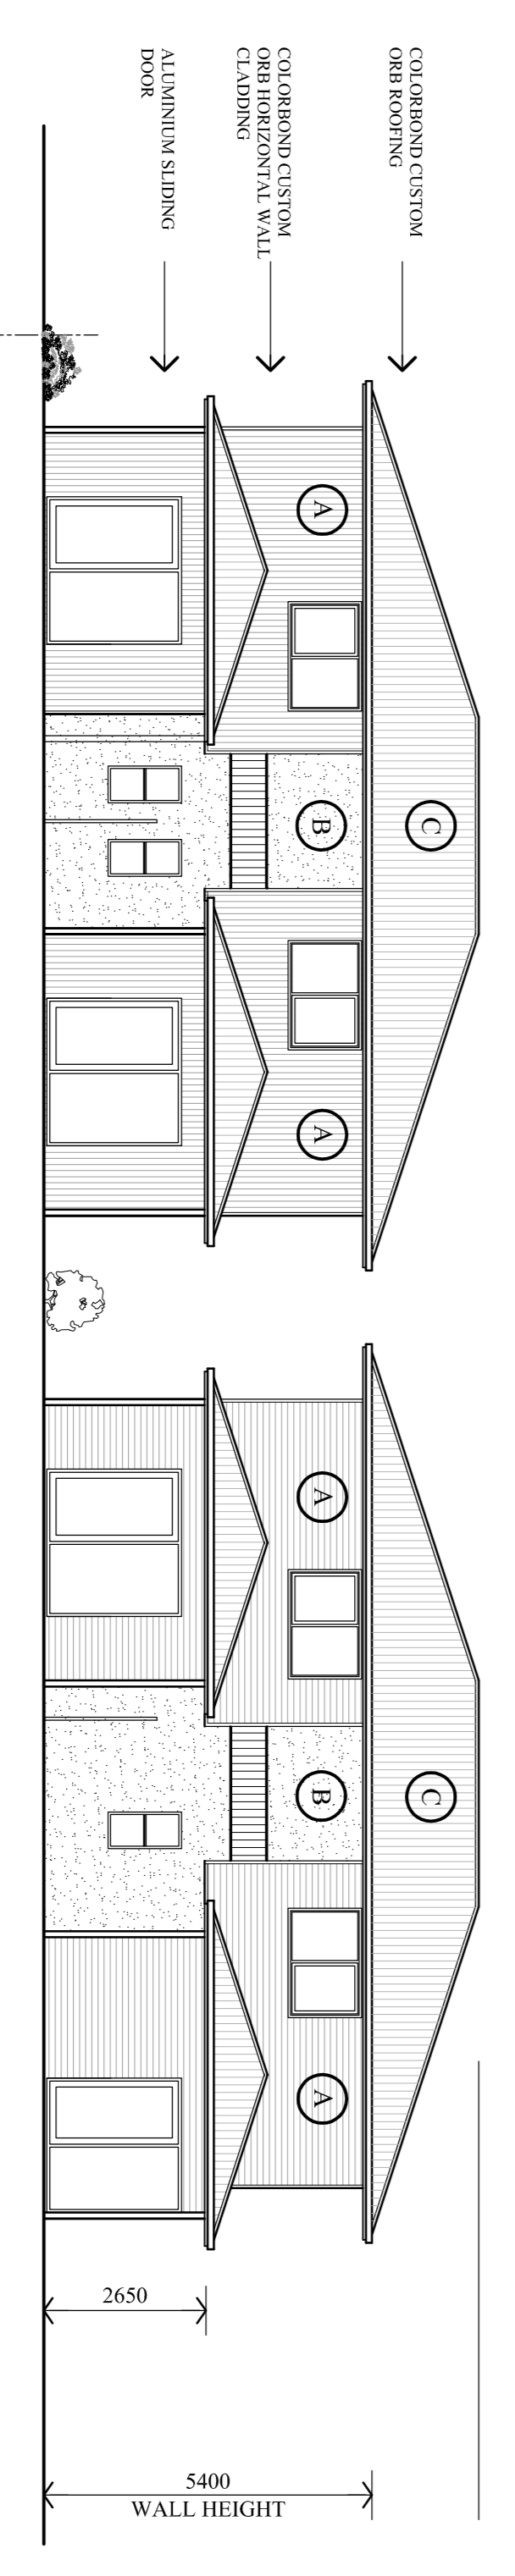 COLORBOND CUSTOM
ORB ROOFING
COLORBOND CUSTOM
ORB HORIZONTAL WALL
CLADDING
ALUMINIUM SLIDING
DOOR
A
B
C
A
A
B
C
A
2650
5400
WALL HEIGHT